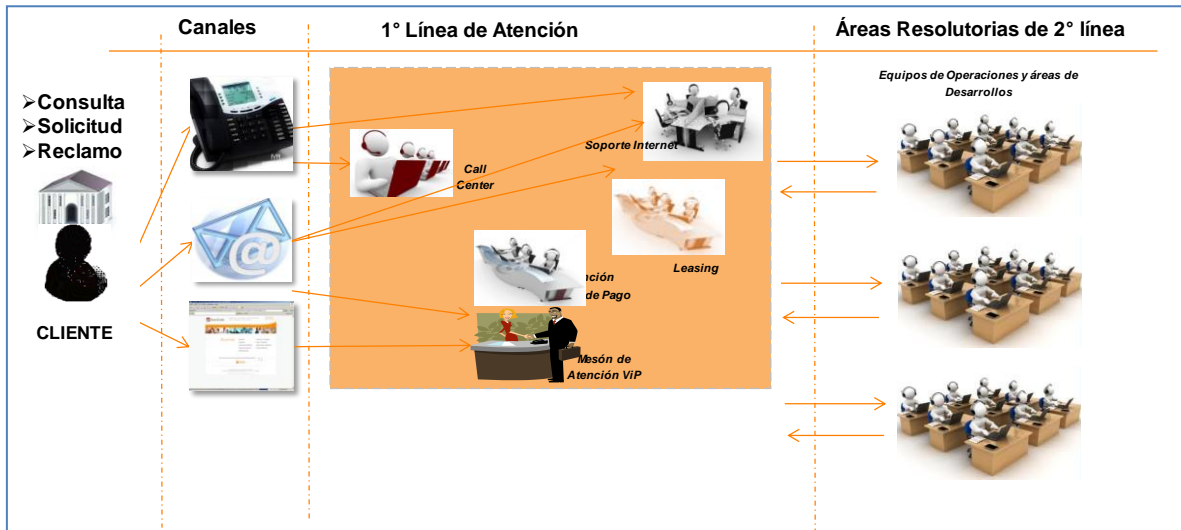 Canales
1° Línea de Atención
Áreas Resolutorias de 2° línea
➢Consulta
➢Solicitud
➢Reclamo
CLIENTE
@
Call
Center
Soporte Internet
Leasing
nción
de Pago
Mesón de
Atención ViP
Equipos de Operaciones y áreas de
Desarrollos